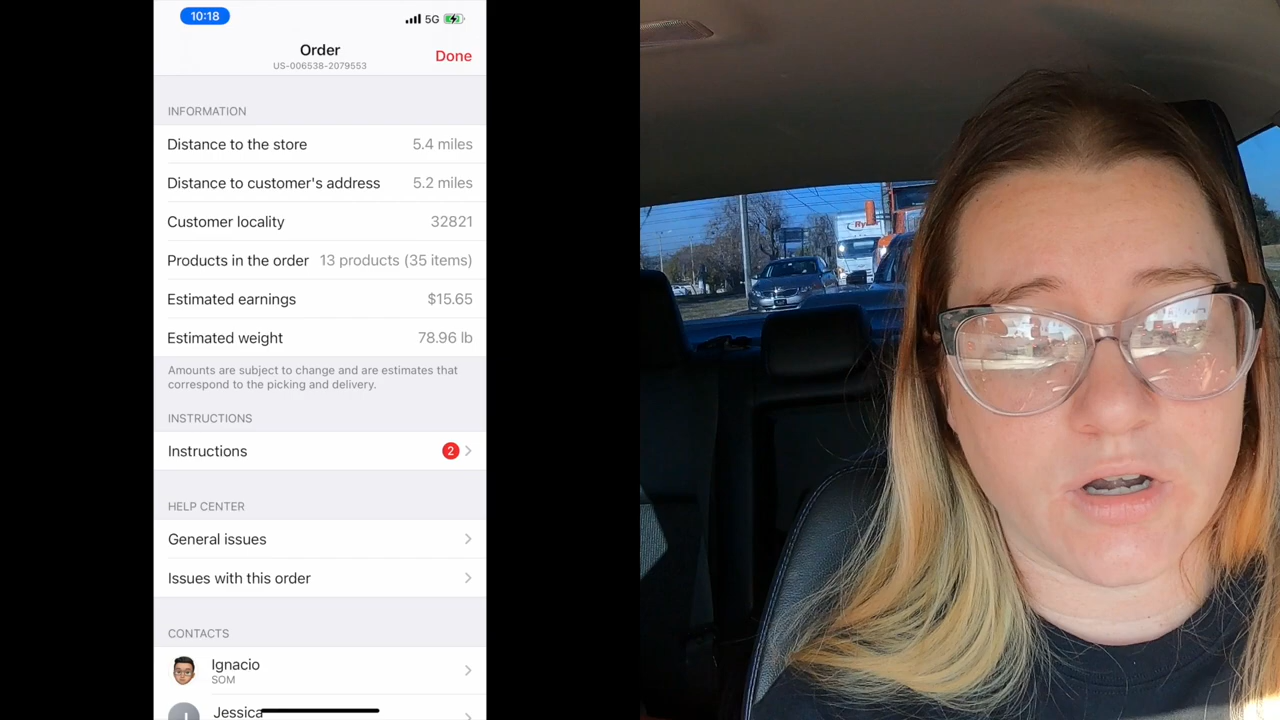 10:18
5G
Order
US-006538-2079553
Done
INFORMATION
Distance to the store 5.4 miles
Distance to customer's address 5.2 miles
Customer locality 32821
Products in the order 13 products (35 items)
Estimated earnings $15.65
Estimated weight 78.96 lb
Amounts are subject to change and are estimates that
correspond to the picking and delivery.
INSTRUCTIONS
Instructions 2
HELP CENTER
General issues
Issues with this order
CONTACTS
Ignacio
SOM
J
Jessica